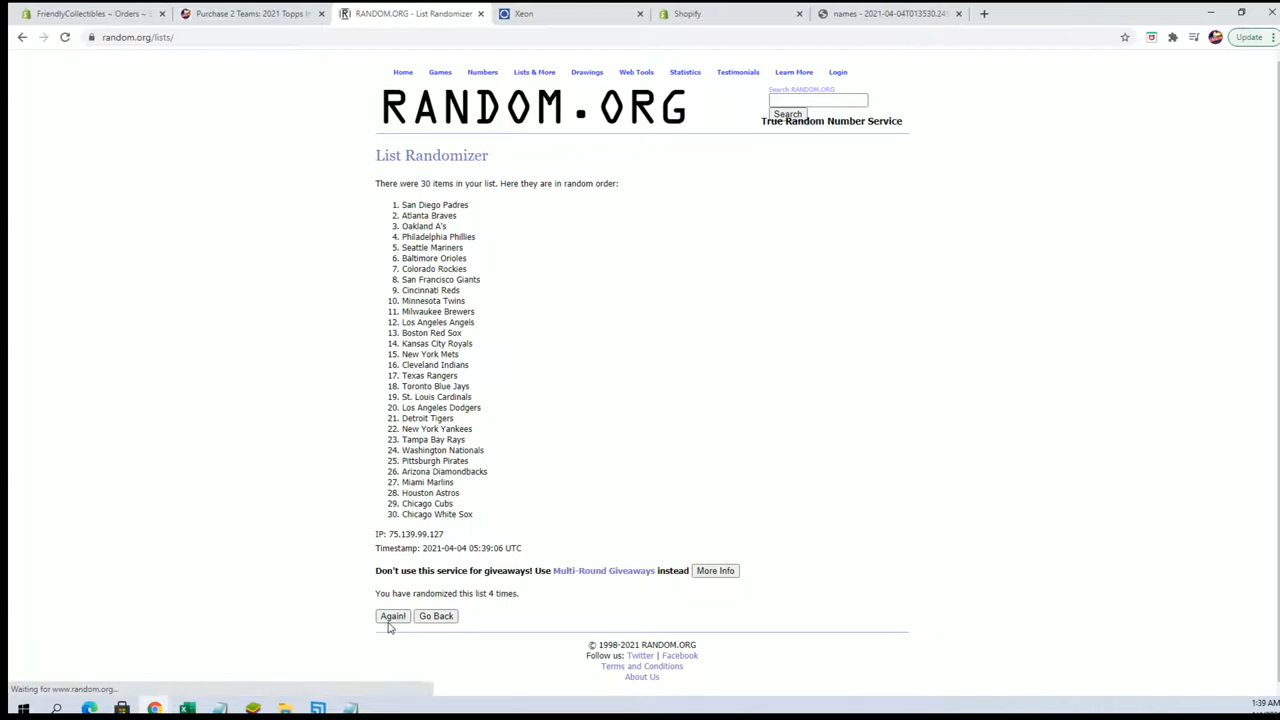 FriendlyCollectibles ~ Orders ~ S
Purchase 2 Teams: 2021 Topps
RANDOM.ORG - List Randomizer
Xeon
Shopify
names - 2021-04-04T013530.24
random.org/lists/
Update
Home Games Numbers Lists & More Drawings Web Tools Statistics Testimonials Learn More Login
RANDOM.ORG
Search RANDOM.ORG
Search
True Random Number Service
List Randomizer
There were 30 items in your list. Here they are in random order:
1. San Diego Padres
2. Atlanta Braves
3. Oakland A's
4. Philadelphia Phillies
5. Seattle Mariners
6. Baltimore Orioles
7. Colorado Rockies
8. San Francisco Giants
9. Cincinnati Reds
10. Minnesota Twins
11. Milwaukee Brewers
12. Los Angeles Angels
13. Boston Red Sox
14. Kansas City Royals
15. New York Mets
16. Cleveland Indians
17. Texas Rangers
18. Toronto Blue Jays
19. St. Louis Cardinals
20. Los Angeles Dodgers
21. Detroit Tigers
22. New York Yankees
23. Tampa Bay Rays
24. Washington Nationals
25. Pittsburgh Pirates
26. Arizona Diamondbacks
27. Miami Marlins
28. Houston Astros
29. Chicago Cubs
30. Chicago White Sox
IP: 75.139.99.127
Timestamp: 2021-04-04 05:39:06 UTC
Don't use this service for giveaways! Use Multi-Round Giveaways instead More Info
You have randomized this list 4 times.
Again! Go Back
© 1998-2021 RANDOM.ORG
Follow us: Twitter | Facebook
Terms and Conditions
About Us
Waiting for www.random.org...
1:39 AM